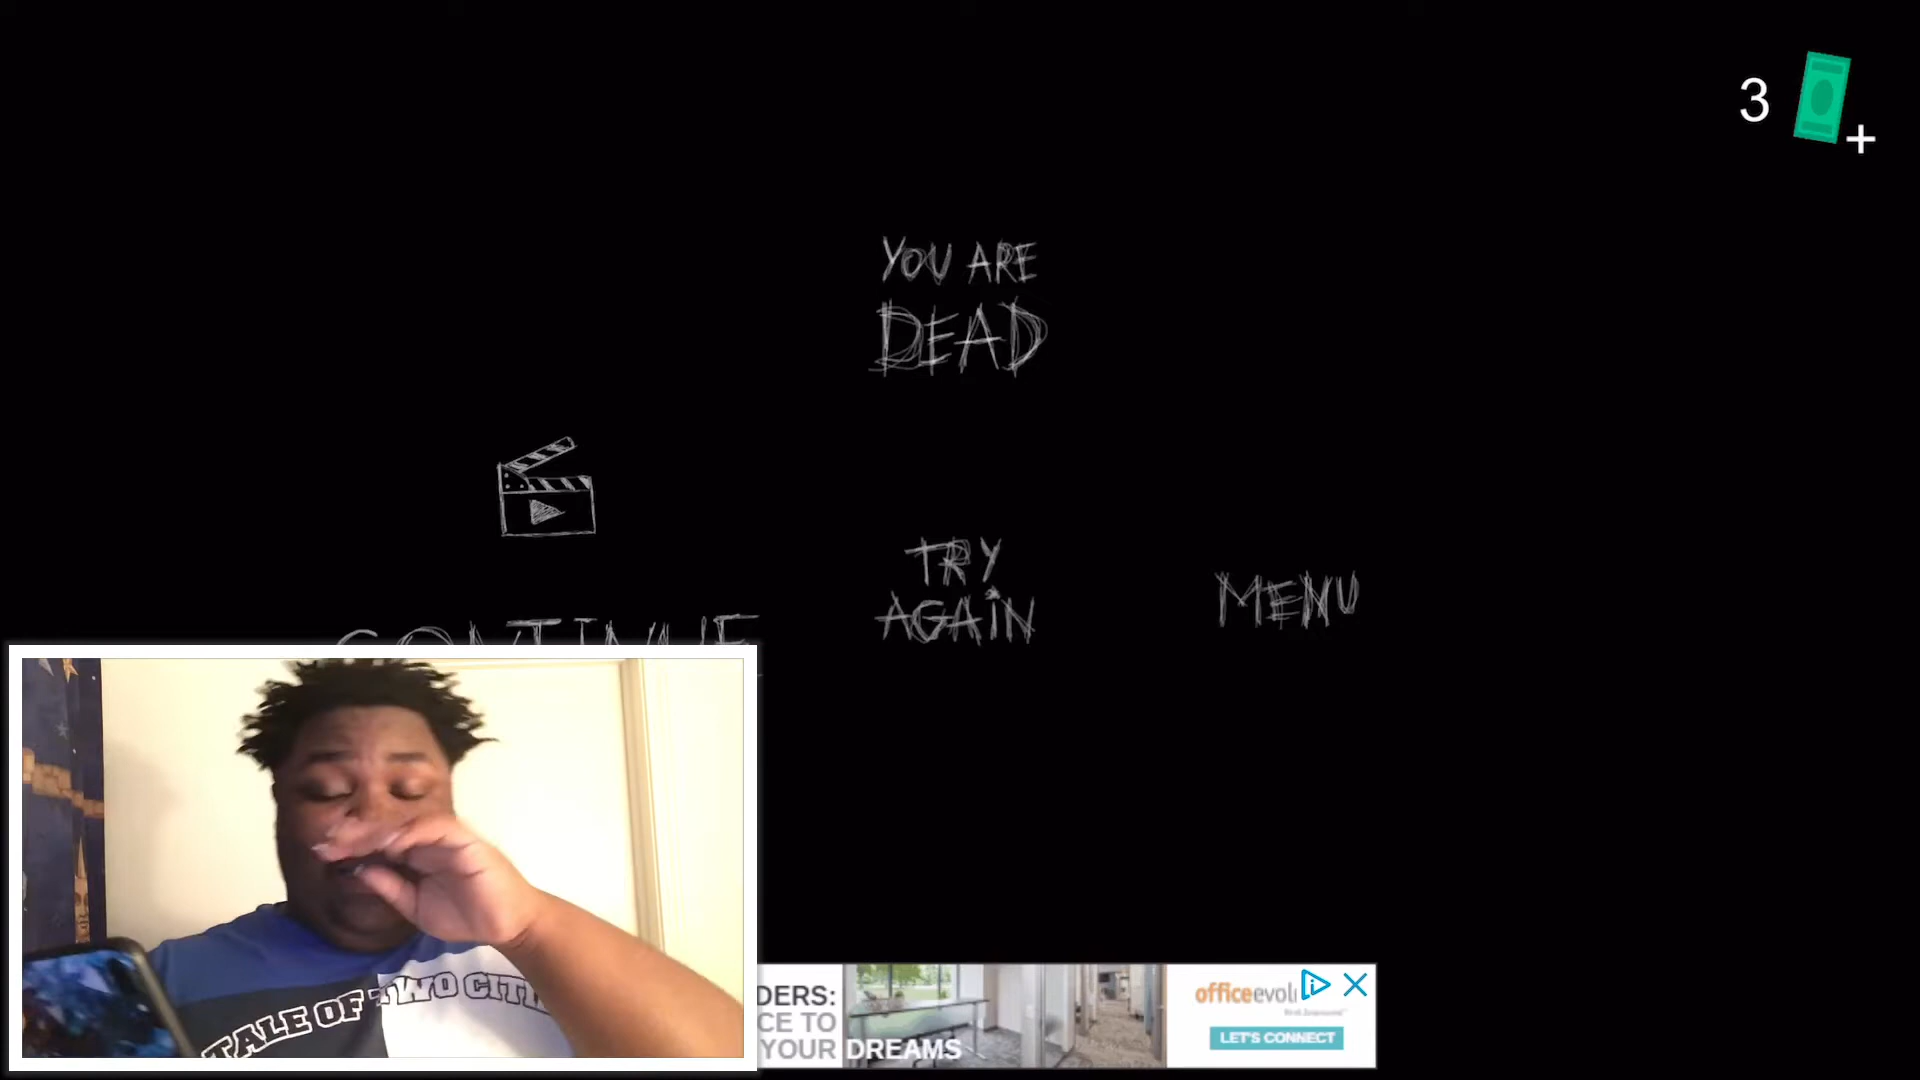 3
+
YOU ARE
DEAD
TRY
AGAIN
MENU
CONTINUE
TALE OF TWO CITI
DERS:
CE TO
YOUR DREAMS
officeevol
LET'S CONNECT